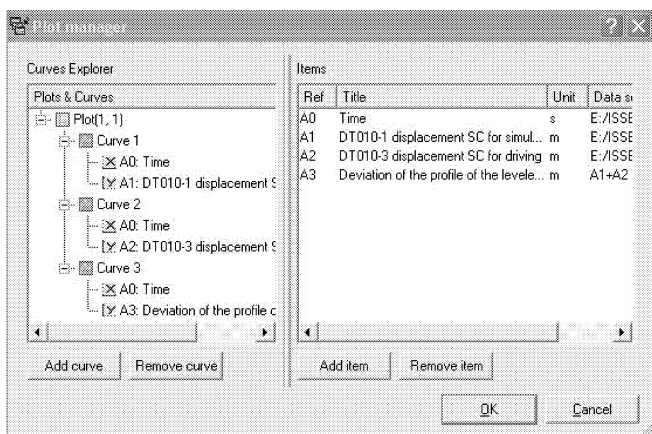 Plot manager
Curves Explorer
Plots & Curves
Plot(1, 1)
Curve 1
A0: Time
A1: DT010-1 displacement S
Curve 2
A0: Time
A2: DT010-3 displacement S
Curve 3
A0: Time
A3: Deviation of the profile o
Add curve
Remove curve
Items
Ref Title Unit Data s
A0 Time s E:/ISSE
A1 DT010-1 displacement SC for simul... m E:/ISSE
A2 DT010-3 displacement SC for driving m E:/ISSE
A3 Deviation of the profile of the levele... m A1+A2
Add item
Remove item
OK
Cancel